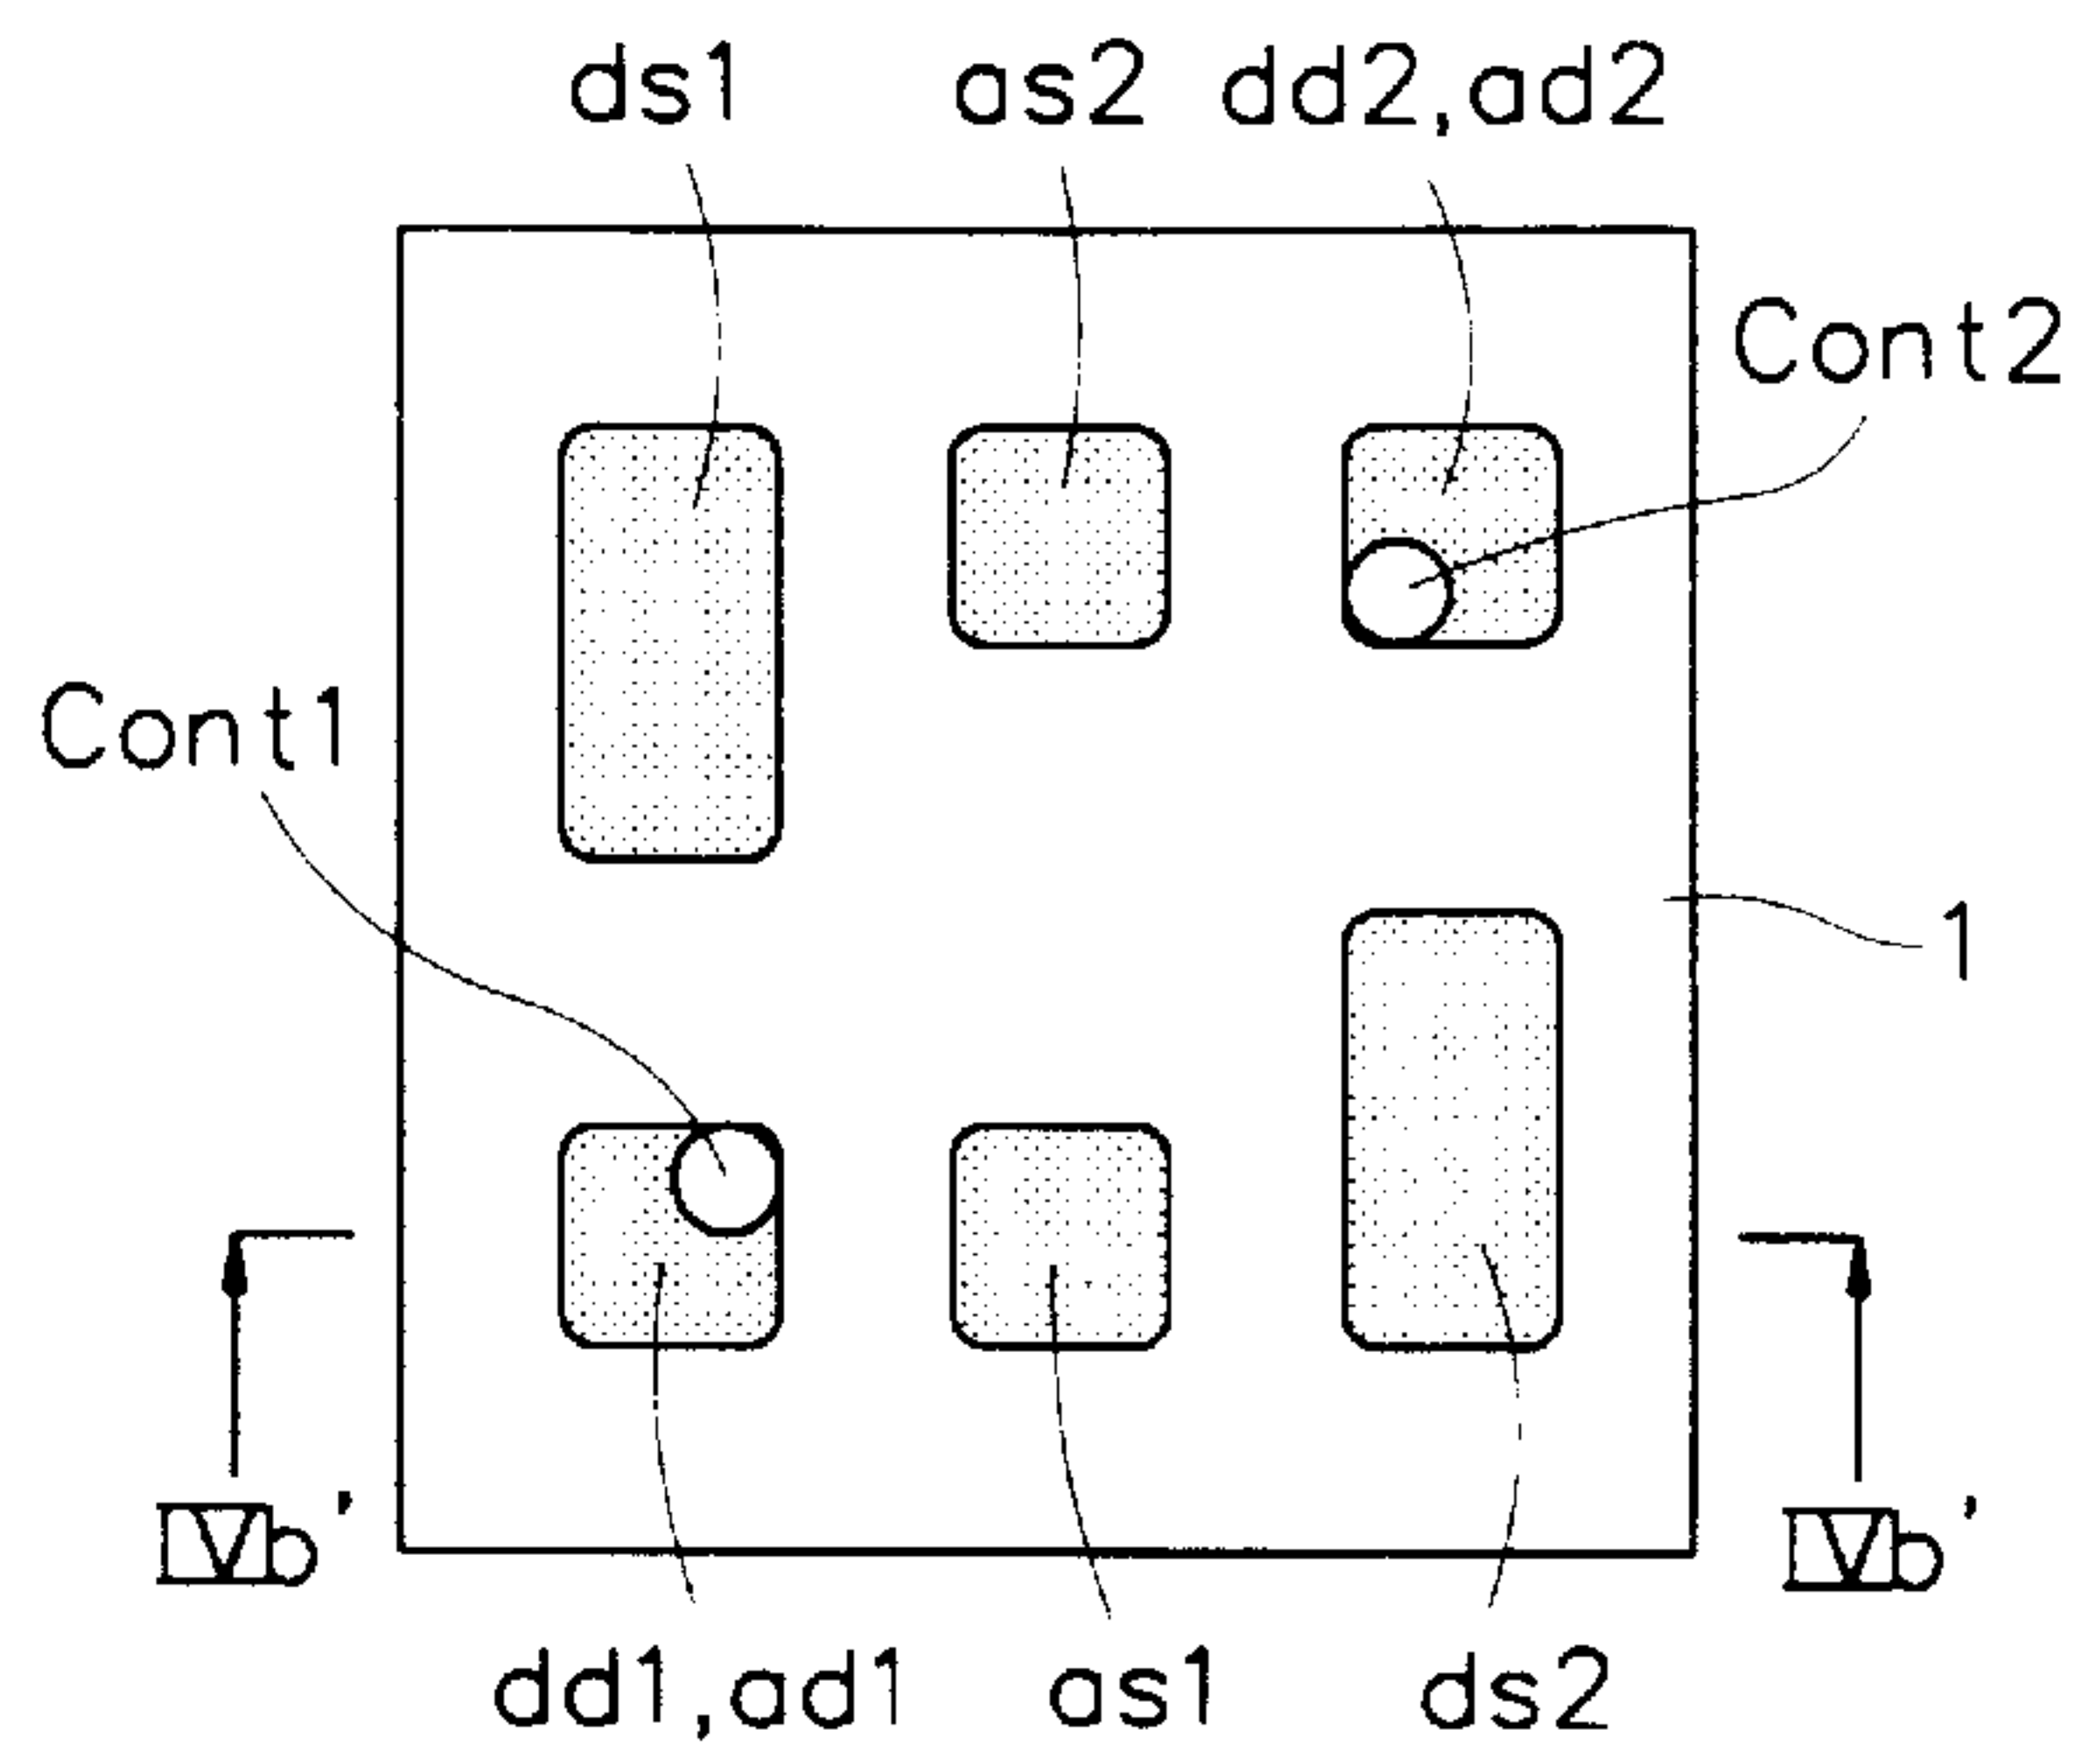 ds1 as2 dd2,ad2
Cont2
Cont1
1
IVb' IVb'
dd1,ad1 as1 ds2